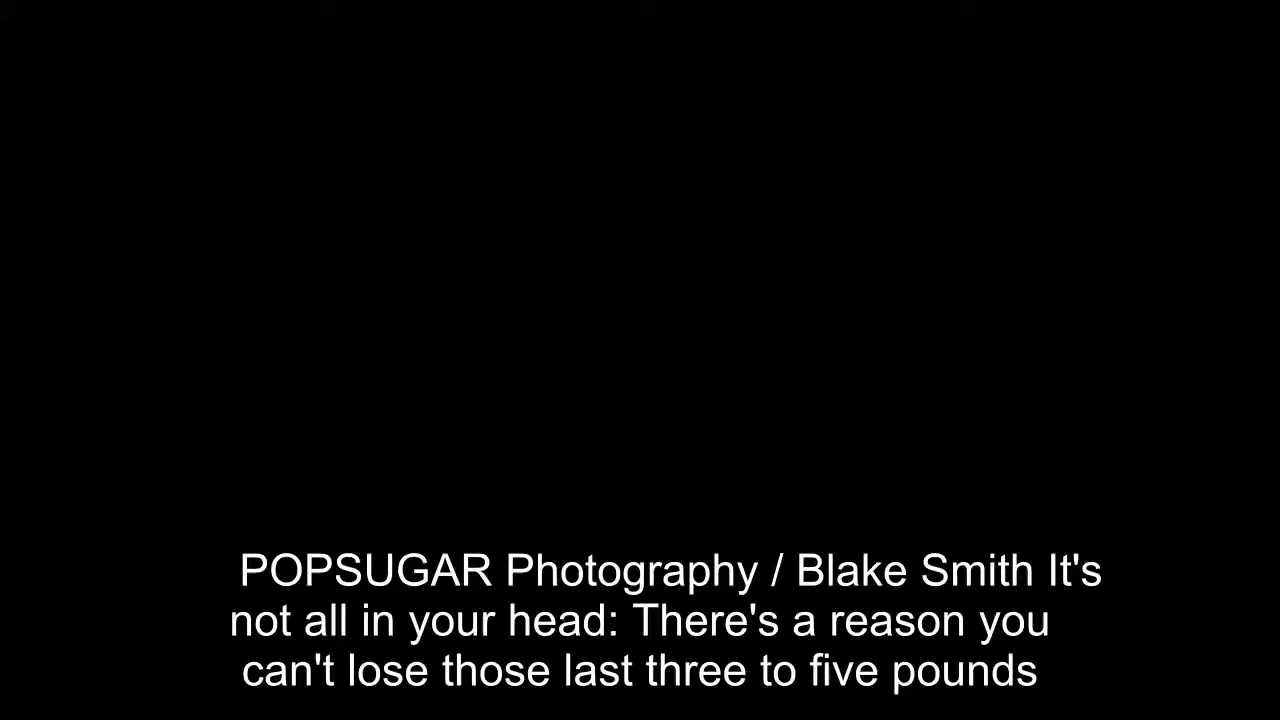 POPSUGAR Photography / Blake Smith It's
not all in your head: There's a reason you
can't lose those last three to five pounds